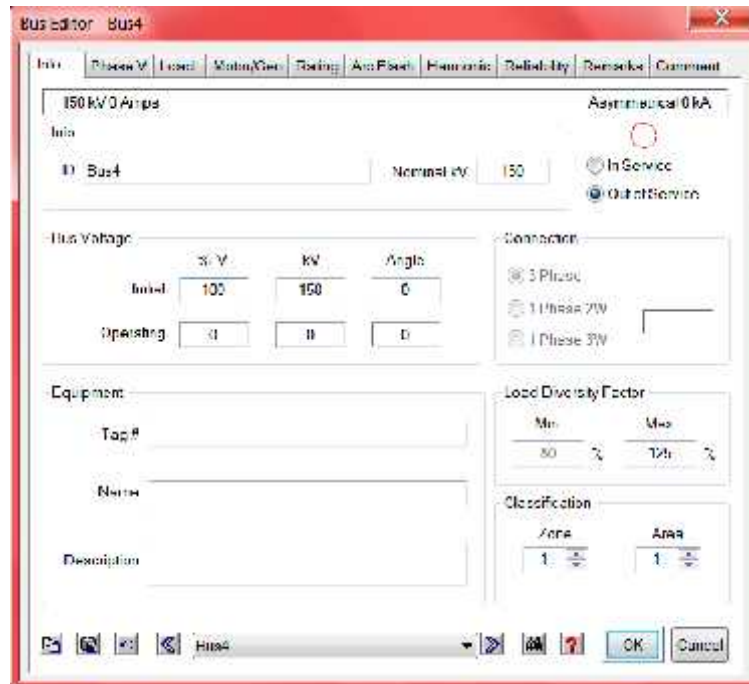 Bus Editor - Bus4
Info Phase V Load Motor/Gen Rating Arc Flash Harmonic Reliability Remarks Comment
150 kV 0 Amps Asymmetrical 0 kA
Info
ID Bus4 Nominal kV 150
In Service
Out of Service
Bus Voltage
% V kV Angle
Initial 100 150 0
Operating 0 0 0
Connection
3 Phase
1 Phase 2W
1 Phase 3W
Equipment
Tag #
Name
Description
Load Diversity Factor
Min Max
80 % 125 %
Classification
Zone Area
1 1
Bus4 ? OK Cancel